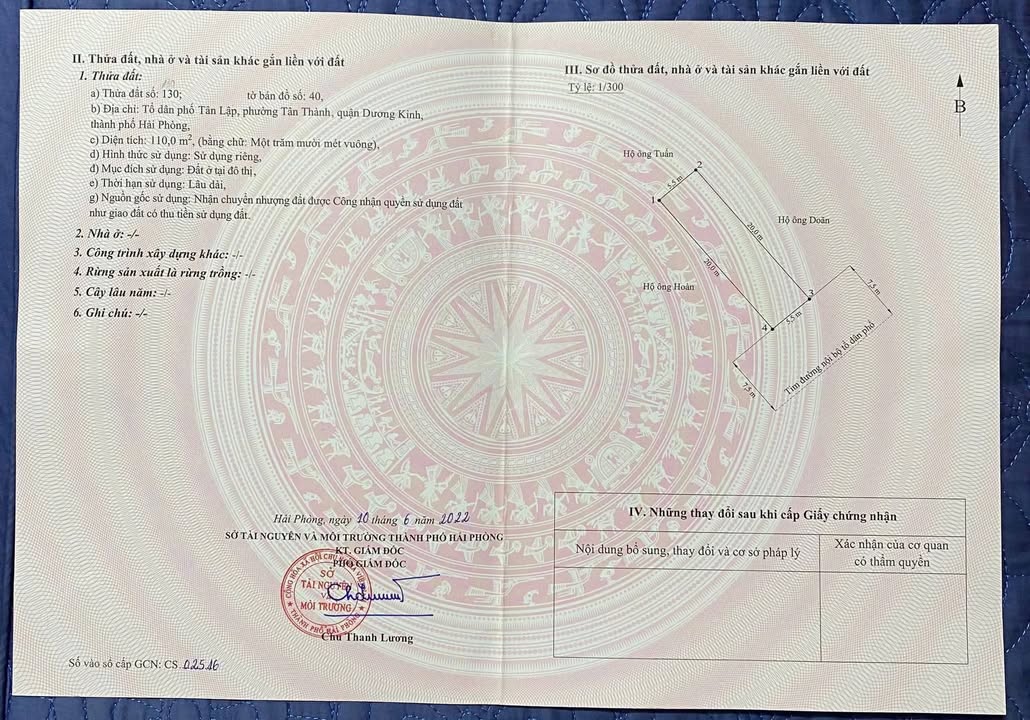 II. Thửa đất, nhà ở và tài sản khác gắn liền với đất
1. Thửa đất:
a) Thửa đất số: 130; tờ bản đồ số: 40,
b) Địa chỉ: Tổ dân phố Tân Lập, phường Tân Thành, quận Dương Kinh,
thành phố Hải Phòng,
c) Diện tích: 110,0 m², (bằng chữ: Một trăm mười mét vuông),
d) Hình thức sử dụng: Sử dụng riêng,
đ) Mục đích sử dụng: Đất ở tại đô thị,
e) Thời hạn sử dụng: Lâu dài,
g) Nguồn gốc sử dụng: Nhận chuyển nhượng đất được Công nhận quyền sử dụng đất
như giao đất có thu tiền sử dụng đất.
2. Nhà ở: -/-
3. Công trình xây dựng khác: -/-
4. Rừng sản xuất là rừng trồng: -/-
5. Cây lâu năm: -/-
6. Ghi chú: -/-
Hải Phòng, ngày 10 tháng 6 năm 2022
SỞ TÀI NGUYÊN VÀ MÔI TRƯỜNG THÀNH PHỐ HẢI PHÒNG
KT. GIÁM ĐỐC
PHÓ GIÁM ĐỐC
SỞ
TÀI NGUYÊN
VÀ
MÔI TRƯỜNG
THÀNH PHỐ HẢI PHÒNG
Chu Thanh Lương
Số vào sổ cấp GCN: CS 02516
III. Sơ đồ thửa đất, nhà ở và tài sản khác gắn liền với đất
Tỷ lệ: 1/300
B
Hộ ông Tuấn
2
5,5 m
1
Hộ ông Doãn
20,0 m
20,0 m
Hộ ông Hoàn
7,5 m
3
5,5 m
4
Tim đường nội bộ tổ dân phố
7,5 m
IV. Những thay đổi sau khi cấp Giấy chứng nhận
Nội dung bổ sung, thay đổi và cơ sở pháp lý
Xác nhận của cơ quan
có thẩm quyền